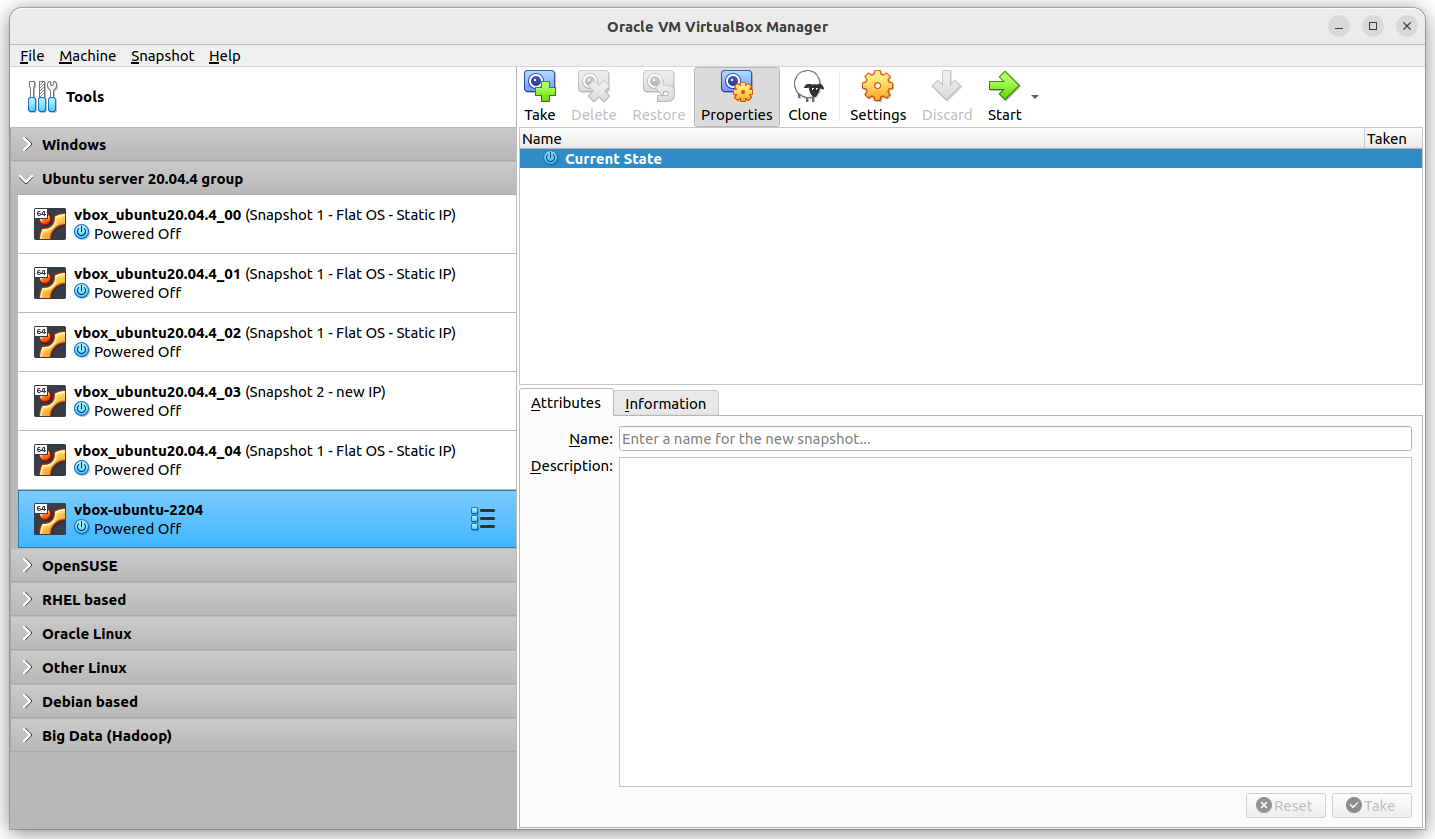 Oracle VM VirtualBox Manager
File Machine Snapshot Help
Tools
Take Delete Restore Properties Clone Settings Discard Start
Windows
Ubuntu server 20.04.4 group
64
vbox_ubuntu20.04.4_00 (Snapshot 1 - Flat OS - Static IP)
Powered Off
64
vbox_ubuntu20.04.4_01 (Snapshot 1 - Flat OS - Static IP)
Powered Off
64
vbox_ubuntu20.04.4_02 (Snapshot 1 - Flat OS - Static IP)
Powered Off
64
vbox_ubuntu20.04.4_03 (Snapshot 2 - new IP)
Powered Off
64
vbox_ubuntu20.04.4_04 (Snapshot 1 - Flat OS - Static IP)
Powered Off
64
vbox-ubuntu-2204
Powered Off
OpenSUSE
RHEL based
Oracle Linux
Other Linux
Debian based
Big Data (Hadoop)
Name Taken
Current State
Attributes Information
Name: Enter a name for the new snapshot...
Description:
Reset Take